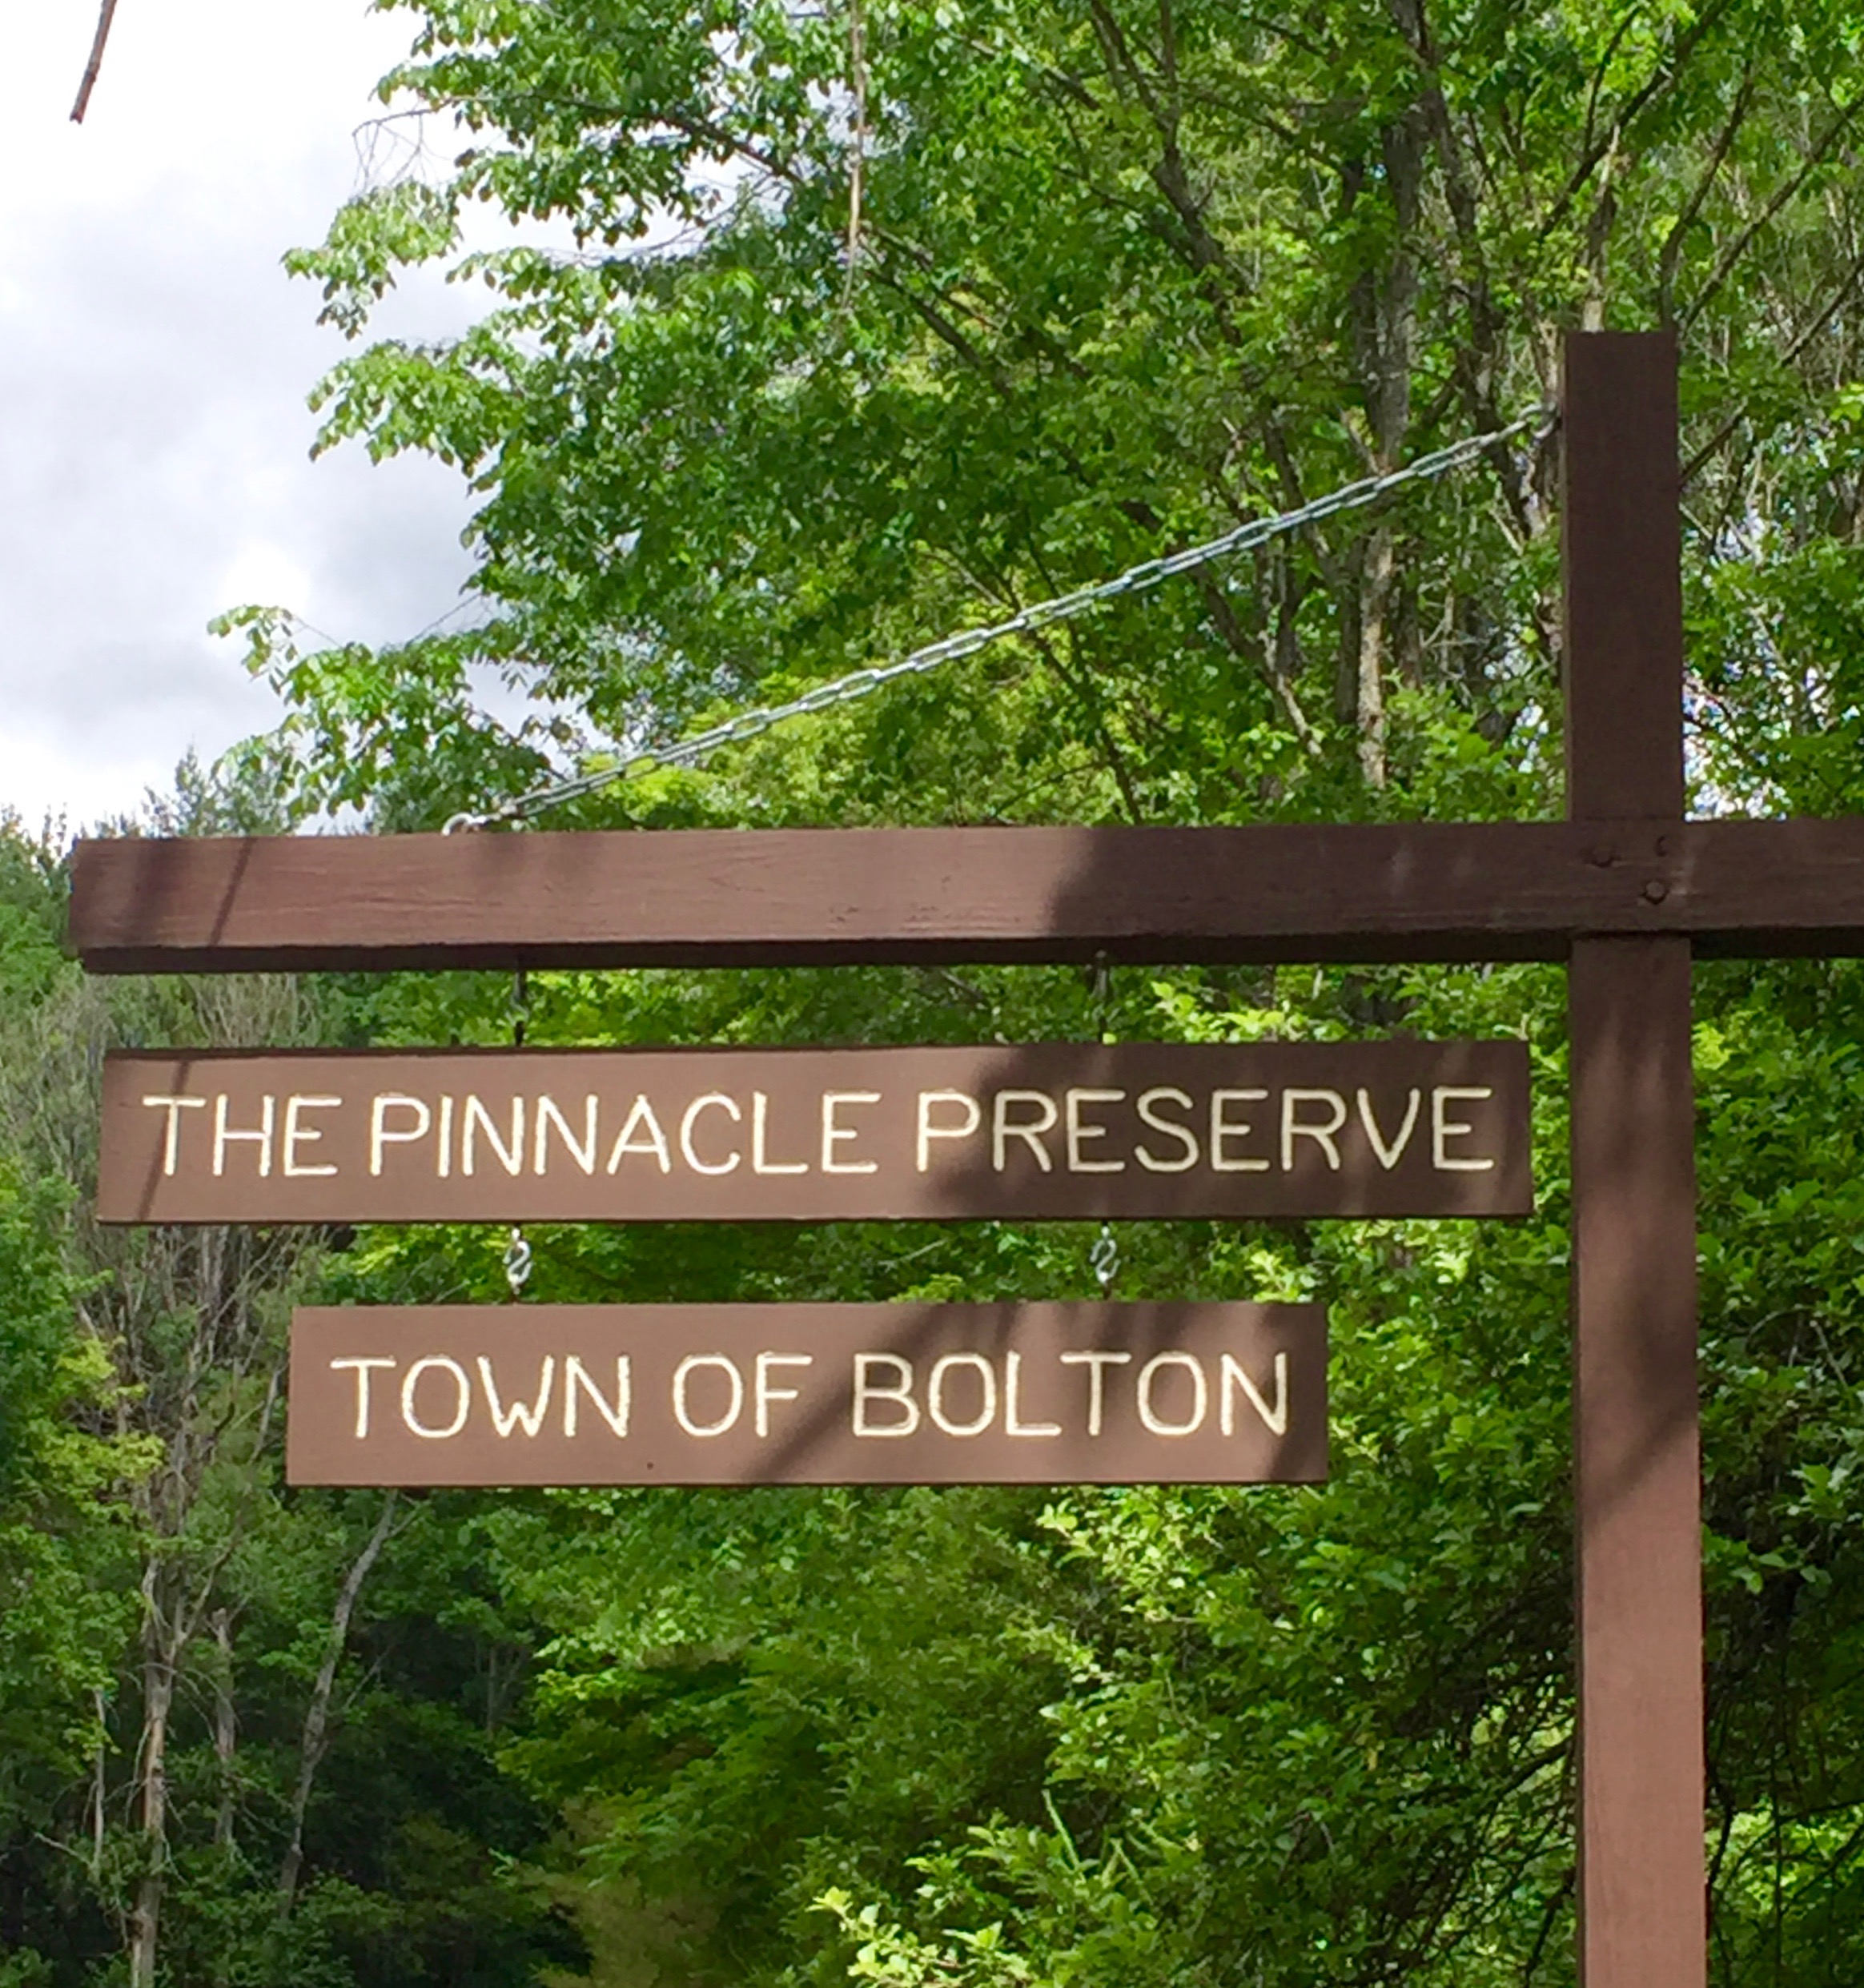 THE PINNACLE PRESERVE
TOWN OF BOLTON